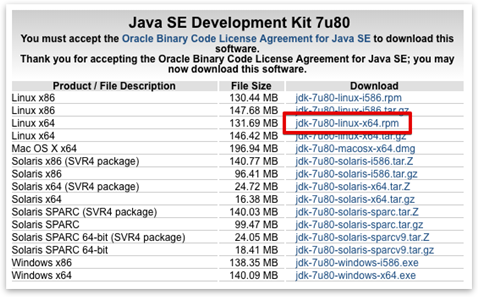 Java SE Development Kit 7u80
You must accept the Oracle Binary Code License Agreement for Java SE to download this
software.
Thank you for accepting the Oracle Binary Code License Agreement for Java SE; you may
now download this software.
Product / File Description File Size Download
Linux x86 130.44 MB jdk-7u80-linux-i586.rpm
Linux x86 147.68 MB jdk-7u80-linux-i586.tar.gz
Linux x64 131.69 MB jdk-7u80-linux-x64.rpm
Linux x64 146.42 MB jdk-7u80-linux-x64.tar.gz
Mac OS X x64 196.94 MB jdk-7u80-macosx-x64.dmg
Solaris x86 (SVR4 package) 140.77 MB jdk-7u80-solaris-i586.tar.Z
Solaris x86 96.41 MB jdk-7u80-solaris-i586.tar.gz
Solaris x64 (SVR4 package) 24.72 MB jdk-7u80-solaris-x64.tar.Z
Solaris x64 16.38 MB jdk-7u80-solaris-x64.tar.gz
Solaris SPARC (SVR4 package) 140.03 MB jdk-7u80-solaris-sparc.tar.Z
Solaris SPARC 99.47 MB jdk-7u80-solaris-sparc.tar.gz
Solaris SPARC 64-bit (SVR4 package) 24.05 MB jdk-7u80-solaris-sparcv9.tar.Z
Solaris SPARC 64-bit 18.41 MB jdk-7u80-solaris-sparcv9.tar.gz
Windows x86 138.35 MB jdk-7u80-windows-i586.exe
Windows x64 140.09 MB jdk-7u80-windows-x64.exe